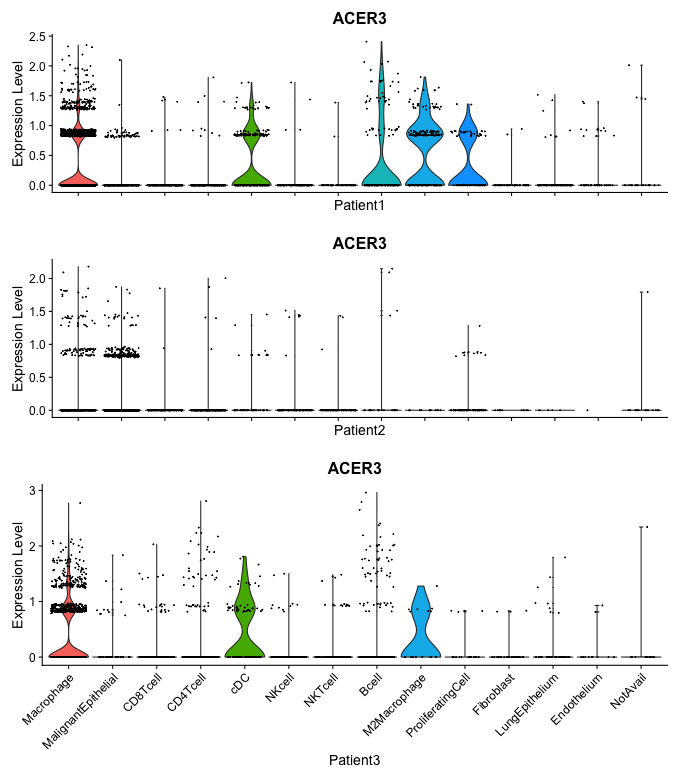 ACER3
Expression Level
2.5
2.0
1.5
1.0
0.5
0.0
Patient1
ACER3
Expression Level
2.0
1.5
1.0
0.5
0.0
Patient2
ACER3
Expression Level
3
2
1
0
Macrophage
MalignantEpithelial
CD8Tcell
CD4Tcell
cDC
NKcell
NKTcell
Bcell
M2Macrophage
ProliferatingCell
Fibroblast
LungEpithelium
Endothelium
NotAvail
Patient3